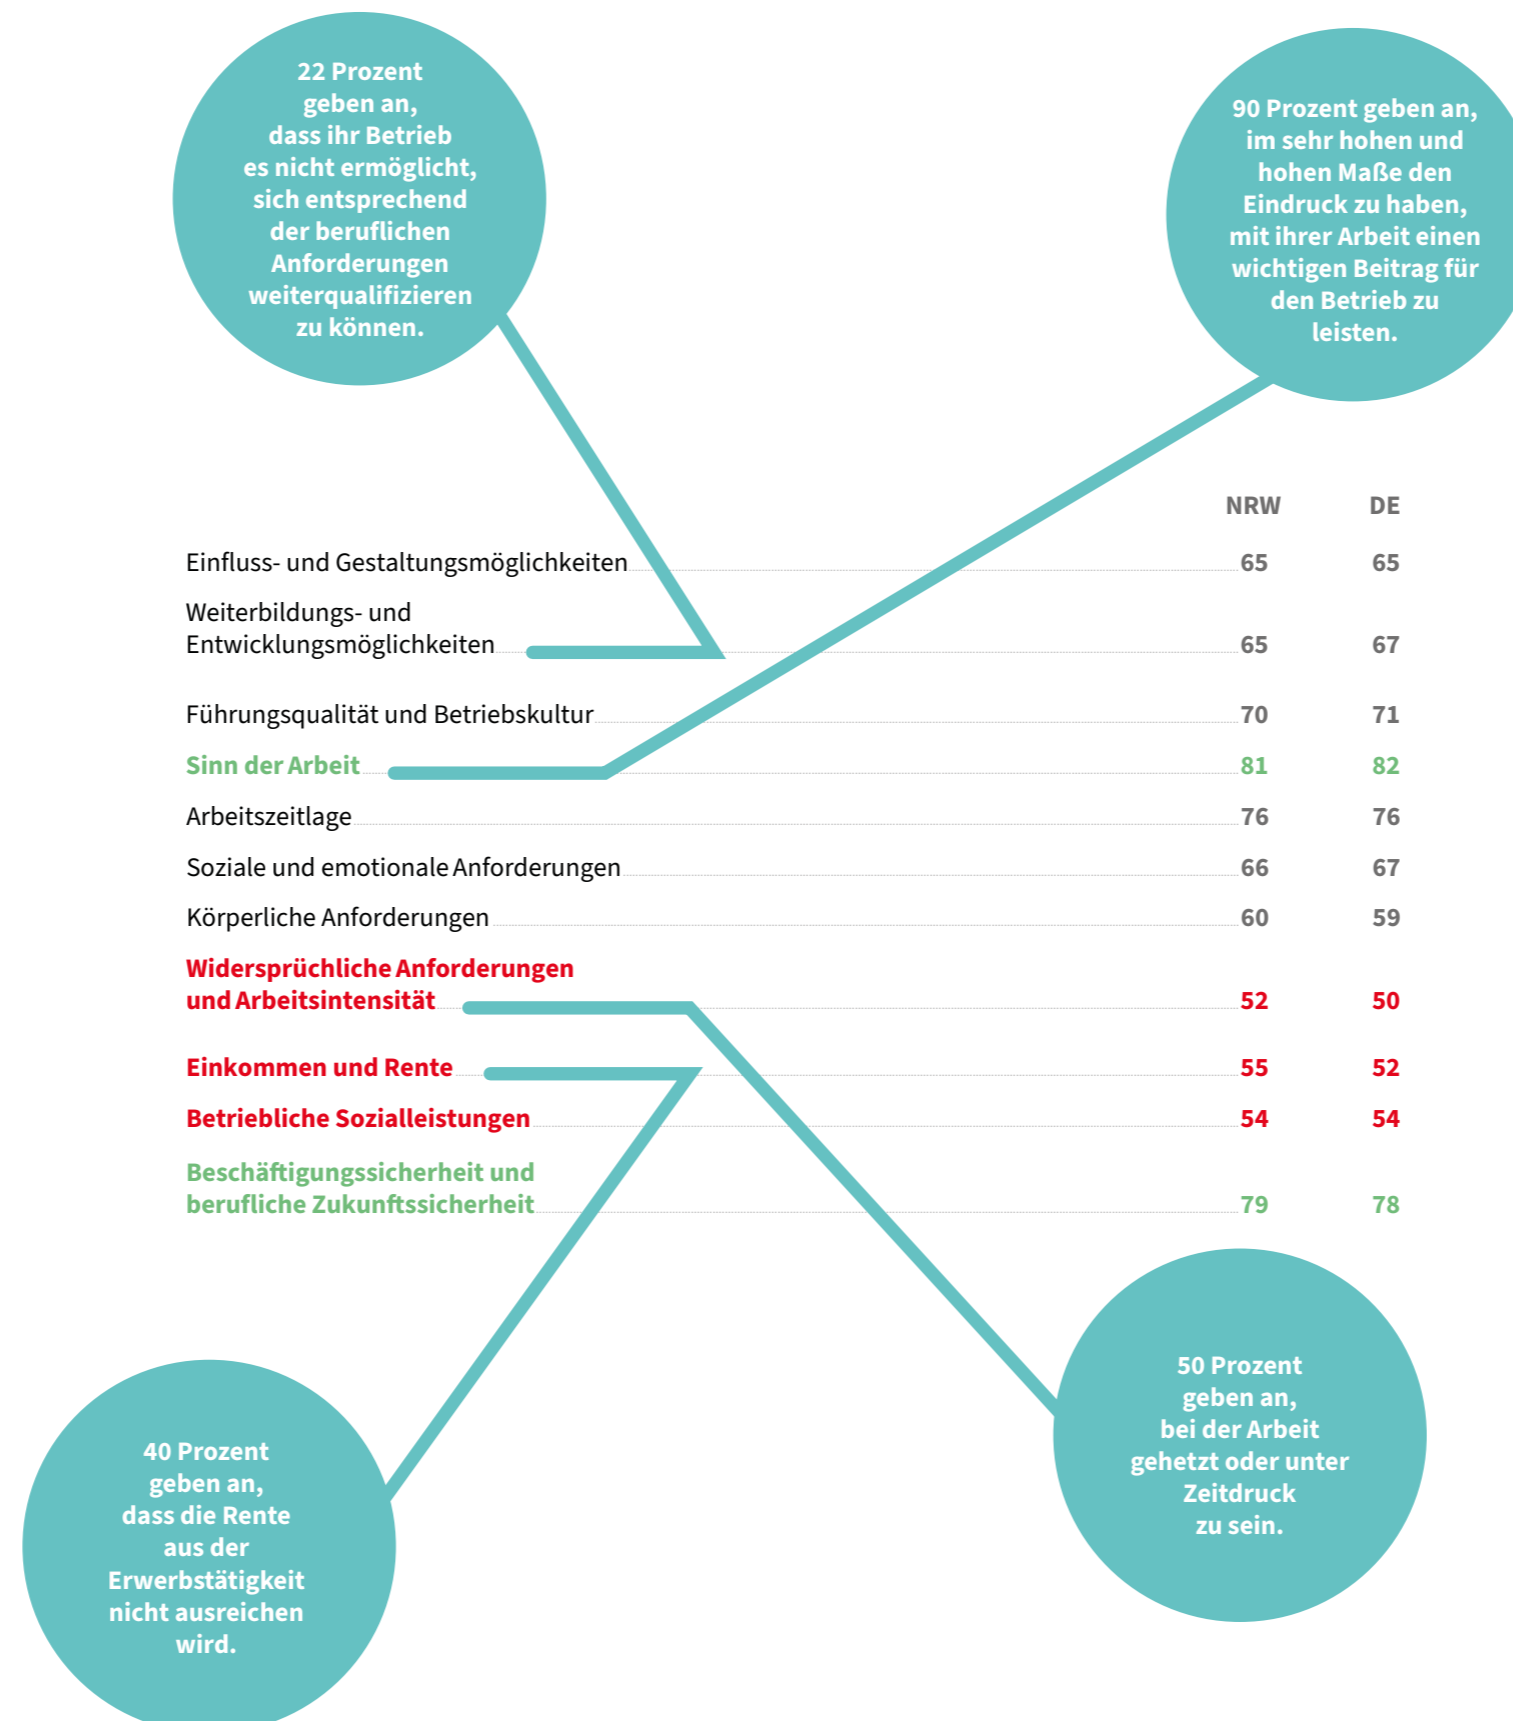 22 Prozent
geben an,
dass ihr Betrieb
es nicht ermöglicht,
sich entsprechend
der beruflichen
Anforderungen
weiterqualifizieren
zu können.
90 Prozent geben an,
im sehr hohen und
hohen Maße den
Eindruck zu haben,
mit ihrer Arbeit einen
wichtigen Beitrag für
den Betrieb zu
leisten.
NRW DE
Einfluss- und Gestaltungsmöglichkeiten 65 65
Weiterbildungs- und
Entwicklungsmöglichkeiten 65 67
Führungsqualität und Betriebskultur 70 71
Sinn der Arbeit 81 82
Arbeitszeitlage 76 76
Soziale und emotionale Anforderungen 66 67
Körperliche Anforderungen 60 59
Widersprüchliche Anforderungen
und Arbeitsintensität 52 50
Einkommen und Rente 55 52
Betriebliche Sozialleistungen 54 54
Beschäftigungssicherheit und
berufliche Zukunftssicherheit 79 78
40 Prozent
geben an,
dass die Rente
aus der
Erwerbstätigkeit
nicht ausreichen
wird.
50 Prozent
geben an,
bei der Arbeit
gehetzt oder unter
Zeitdruck
zu sein.